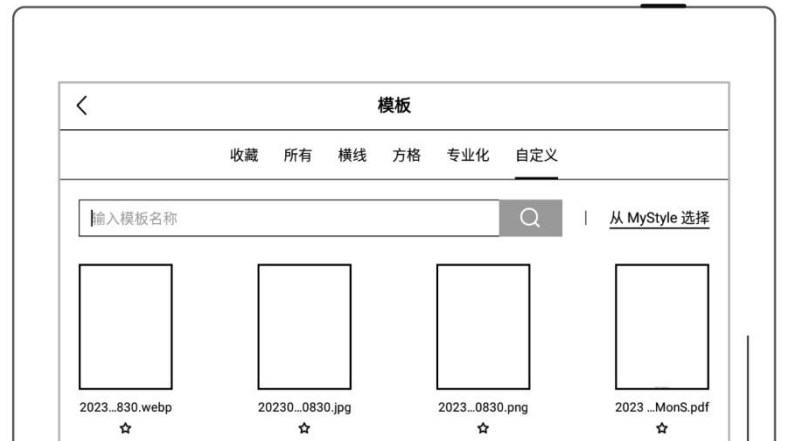 模板
收藏 所有 横线 方格 专业化 自定义
输入模板名称 | 从 MyStyle 选择
2023...830.webp 20230...0830.jpg 2023...0830.png 2023 ...MonS.pdf